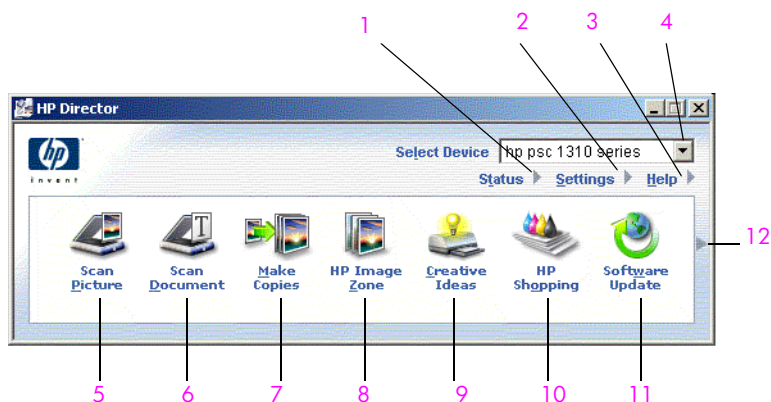 1 2 3 4
HP Director
hp
invent
Select Device hp psc 1310 series
Status Settings Help
12
Scan Picture
Scan Document
Make Copies
HP Image Zone
Creative Ideas
HP Shopping
Software Update
5 6 7 8 9 10 11